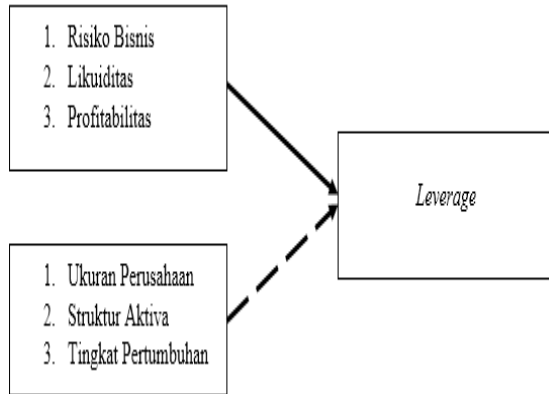 1. Risiko Bisnis
2. Likuiditas
3. Profitabilitas
Leverage
1. Ukuran Perusahaan
2. Struktur Aktiva
3. Tingkat Pertumbuhan